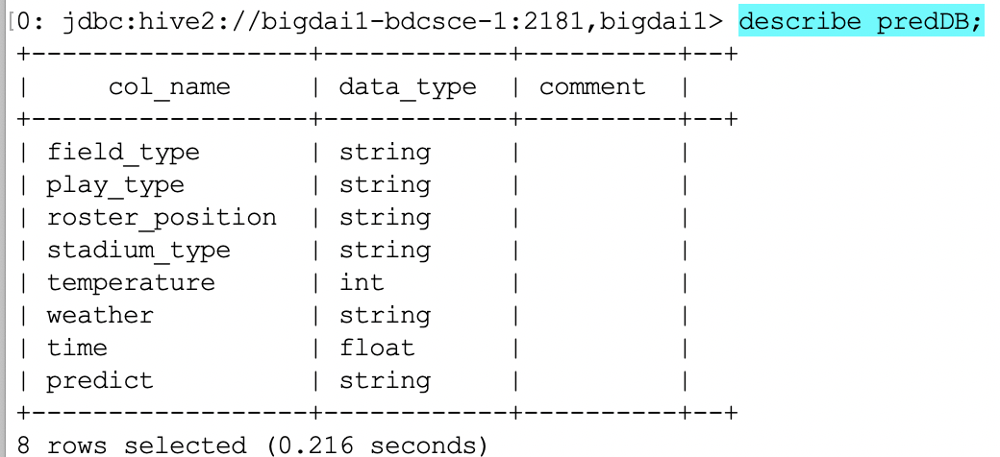 [0: jdbc:hive2://bigdai1-bdcsce-1:2181,bigdai1> describe predDB;
+-------------------+------------+----------+--+
|     col_name      | data_type  | comment  |
+-------------------+------------+----------+--+
| field_type        | string     |          |
| play_type         | string     |          |
| roster_position   | string     |          |
| stadium_type      | string     |          |
| temperature       | int        |          |
| weather           | string     |          |
| time              | float      |          |
| predict           | string     |          |
+-------------------+------------+----------+--+
8 rows selected (0.216 seconds)